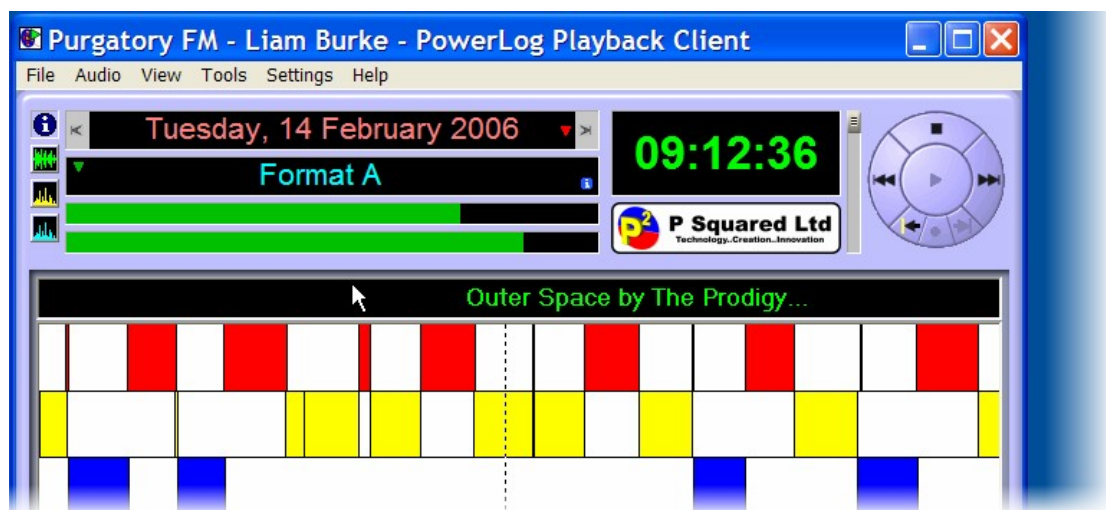 Purgatory FM - Liam Burke - PowerLog Playback Client
File Audio View Tools Settings Help
Tuesday, 14 February 2006
09:12:36
Format A
P2 P Squared Ltd
Technology..Creation..Innovation
Outer Space by The Prodigy...